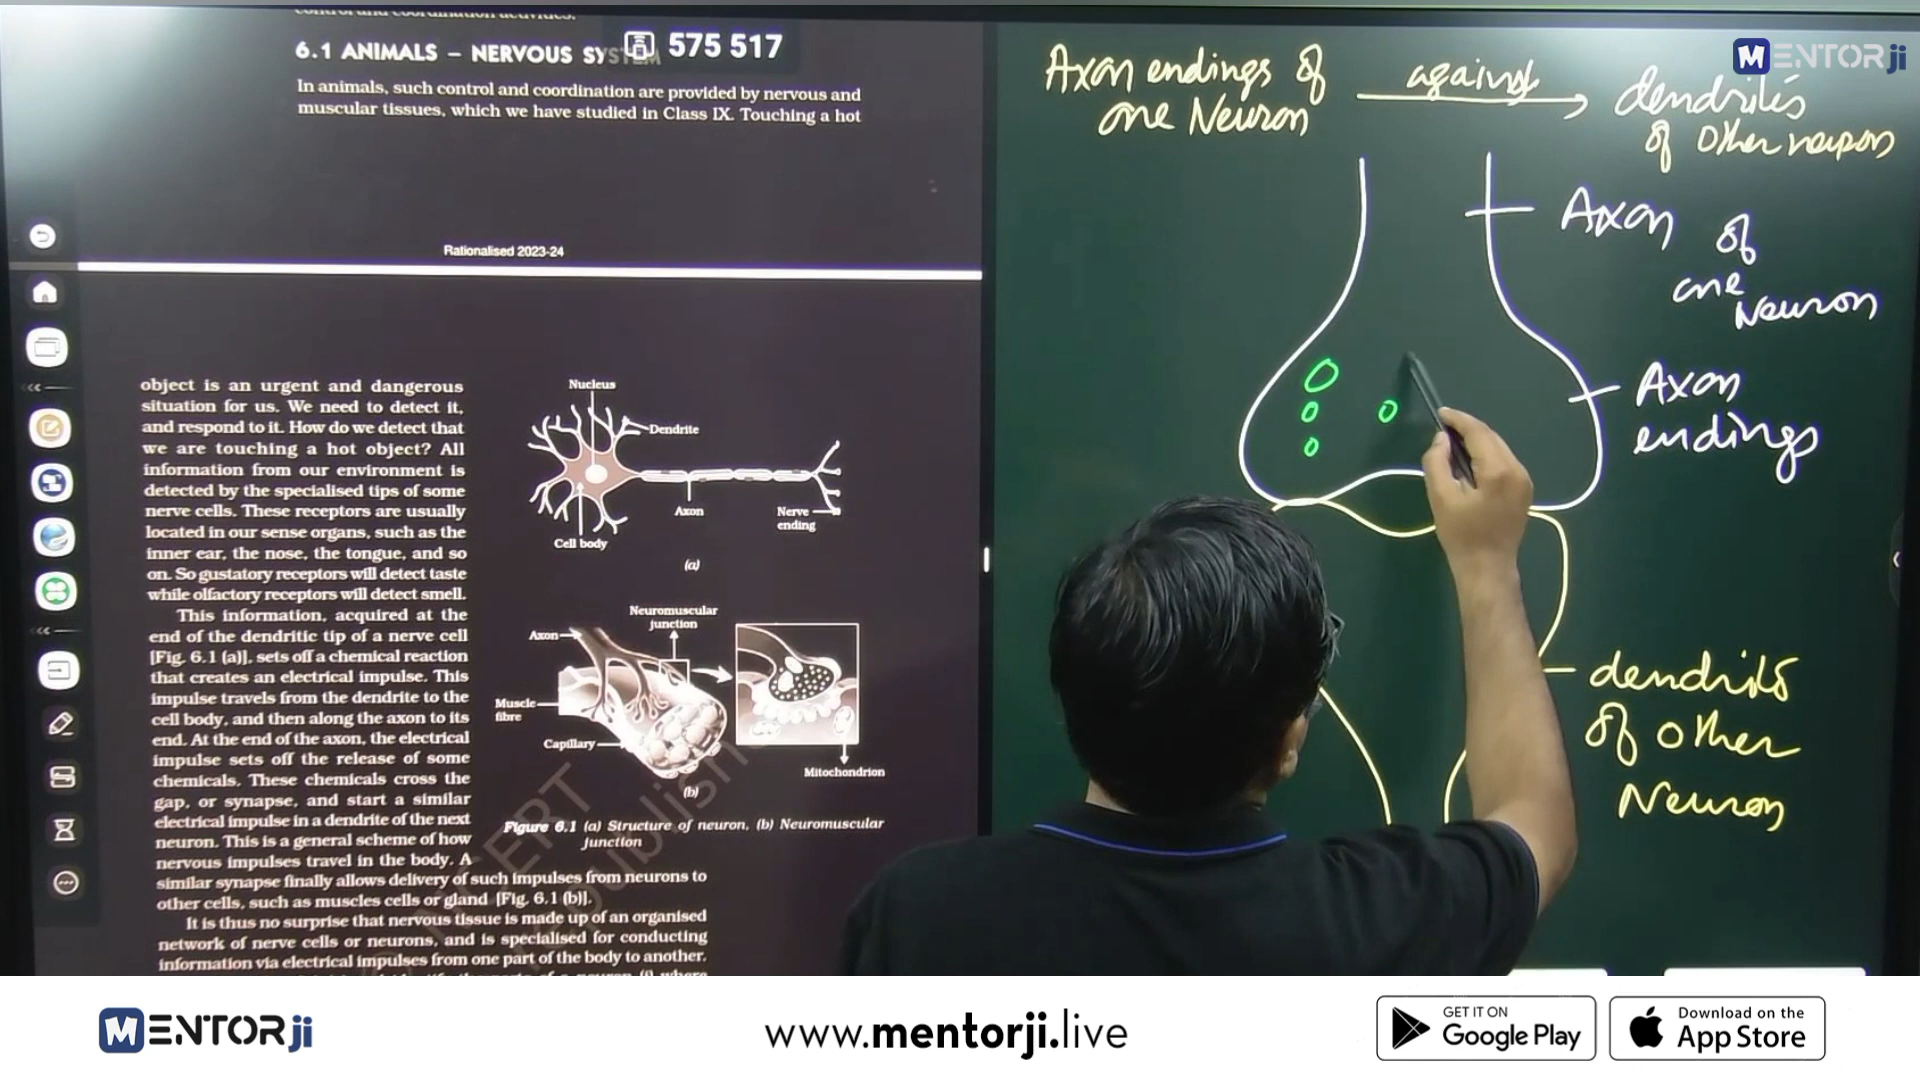 control and coordination activities.
6.1 ANIMALS – NERVOUS SYSTEM
575 517
In animals, such control and coordination are provided by nervous and
muscular tissues, which we have studied in Class IX. Touching a hot
Rationalised 2023-24
object is an urgent and dangerous
situation for us. We need to detect it,
and respond to it. How do we detect that
we are touching a hot object? All
information from our environment is
detected by the specialised tips of some
nerve cells. These receptors are usually
located in our sense organs, such as the
inner ear, the nose, the tongue, and so
on. So gustatory receptors will detect taste
while olfactory receptors will detect smell.
This information, acquired at the
end of the dendritic tip of a nerve cell
[Fig. 6.1 (a)], sets off a chemical reaction
that creates an electrical impulse. This
impulse travels from the dendrite to the
cell body, and then along the axon to its
end. At the end of the axon, the electrical
impulse sets off the release of some
chemicals. These chemicals cross the
gap, or synapse, and start a similar
electrical impulse in a dendrite of the next
neuron. This is a general scheme of how
nervous impulses travel in the body. A
similar synapse finally allows delivery of such impulses from neurons to
other cells, such as muscles cells or gland [Fig. 6.1 (b)].
It is thus no surprise that nervous tissue is made up of an organised
network of nerve cells or neurons, and is specialised for conducting
information via electrical impulses from one part of the body to another.
Nucleus
Dendrite
Axon
Nerve
ending
Cell body
(a)
Neuromuscular
junction
Axon
Muscle
fibre
Capillary
Mitochondrion
(b)
Figure 6.1 (a) Structure of neuron, (b) Neuromuscular
junction
MENTORji
Axon endings of
one Neuron
against
dendrites
of other neuron
Axon of
one
Neuron
Axon
endings
dendrits
of other
Neuron
MENTORji
www.mentorji.live
GET IT ON
Google Play
Download on the
App Store